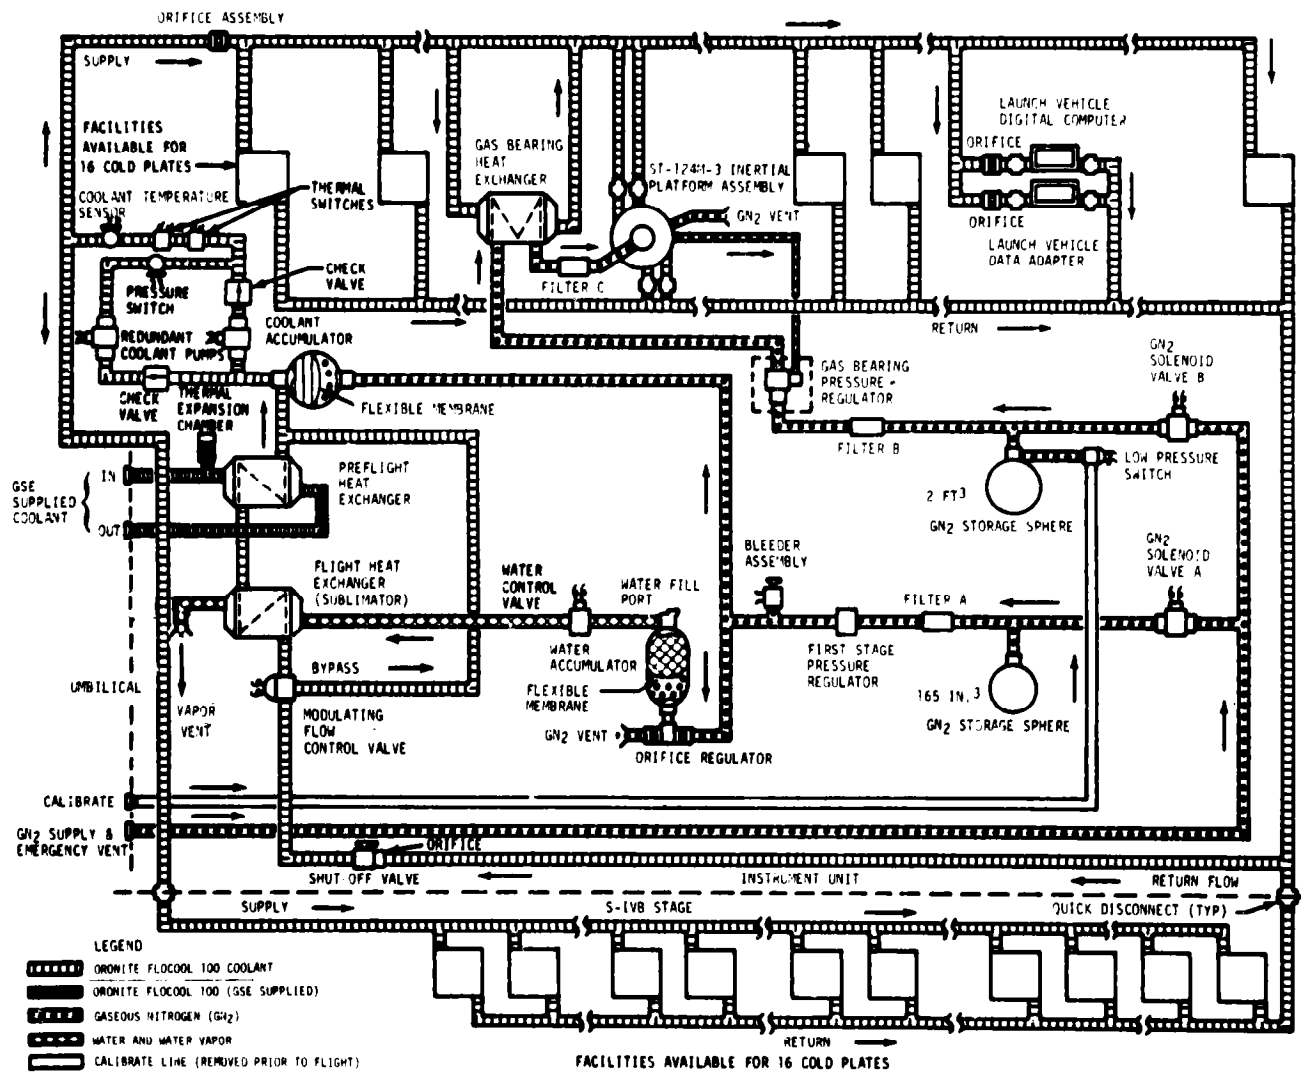 ORIFICE ASSEMBLY
SUPPLY
FACILITIES
AVAILABLE FOR
16 COLD PLATES
COOLANT TEMPERATURE
SENSOR
THERMAL
SWITCHES
GAS BEARING
HEAT
EXCHANGER
ST-124M-3 INERTIAL
PLATFORM ASSEMBLY
GN2 VENT
LAUNCH VEHICLE
DIGITAL COMPUTER
ORIFICE
ORIFICE
LAUNCH VEHICLE
DATA ADAPTER
CHECK
VALVE
PRESSURE
SWITCH
FILTER C
COOLANT
ACCUMULATOR
REDUNDANT
COOLANT PUMPS
RETURN
GN2
SOLENOID
VALVE B
GAS BEARING
PRESSURE
REGULATOR
CHECK
VALVE
THERMAL
EXPANSION
CHAMBER
FLEXIBLE MEMBRANE
FILTER B
LOW PRESSURE
SWITCH
IN
GSE
SUPPLIED
COOLANT
OUT
PREFLIGHT
HEAT
EXCHANGER
2 FT3
GN2 STORAGE SPHERE
BLEEDER
ASSEMBLY
GN2
SOLENOID
VALVE A
FLIGHT HEAT
EXCHANGER
(SUBLIMATOR)
WATER
CONTROL
VALVE
WATER FILL
PORT
FILTER A
BYPASS
WATER
ACCUMULATOR
FIRST STAGE
PRESSURE
REGULATOR
UMBILICAL
VAPOR
VENT
FLEXIBLE
MEMBRANE
165 IN.3
GN2 STORAGE SPHERE
MODULATING
FLOW
CONTROL VALVE
GN2 VENT
ORIFICE REGULATOR
CALIBRATE
GN2 SUPPLY &
EMERGENCY VENT
ORIFICE
SHUT OFF VALVE
INSTRUMENT UNIT
RETURN FLOW
SUPPLY
S-IVB STAGE
QUICK DISCONNECT (TYP)
LEGEND
ORONITE FLOCOOL 100 COOLANT
ORONITE FLOCOOL 100 (GSE SUPPLIED)
GASEOUS NITROGEN (GN2)
WATER AND WATER VAPOR
CALIBRATE LINE (REMOVED PRIOR TO FLIGHT)
RETURN
FACILITIES AVAILABLE FOR 16 COLD PLATES